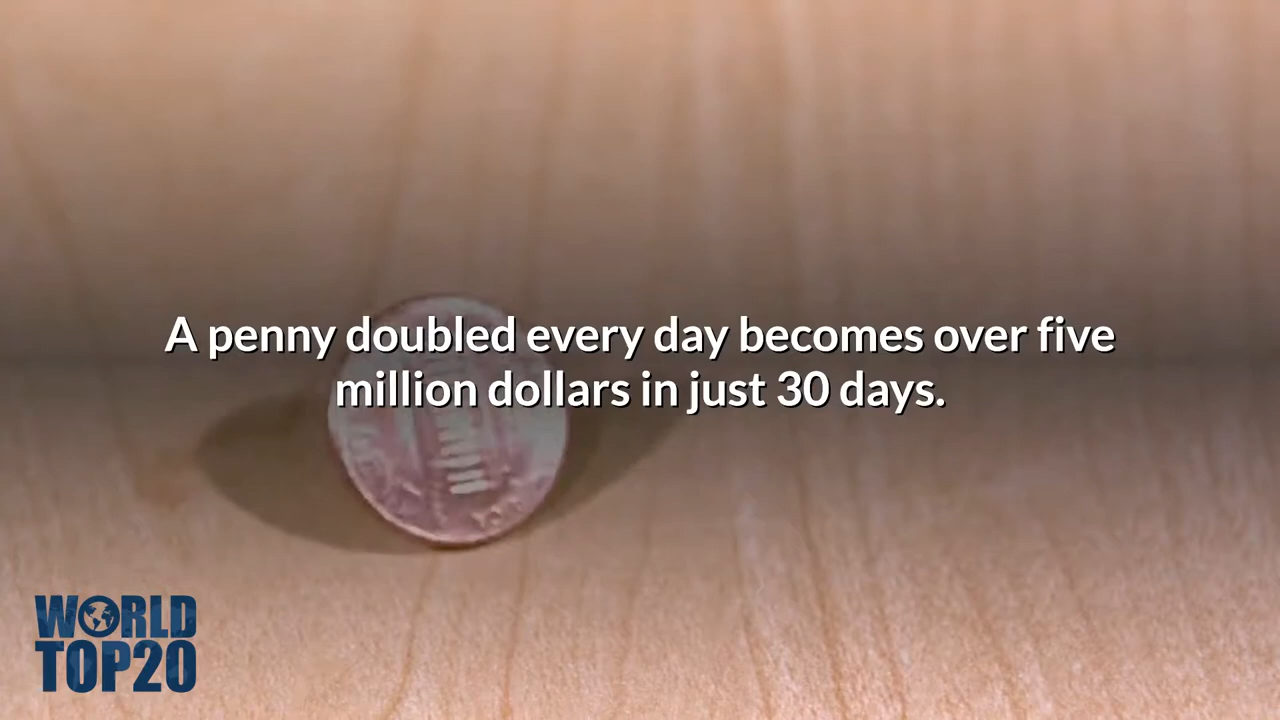 A penny doubled every day becomes over five
million dollars in just 30 days.
WORLD
TOP20